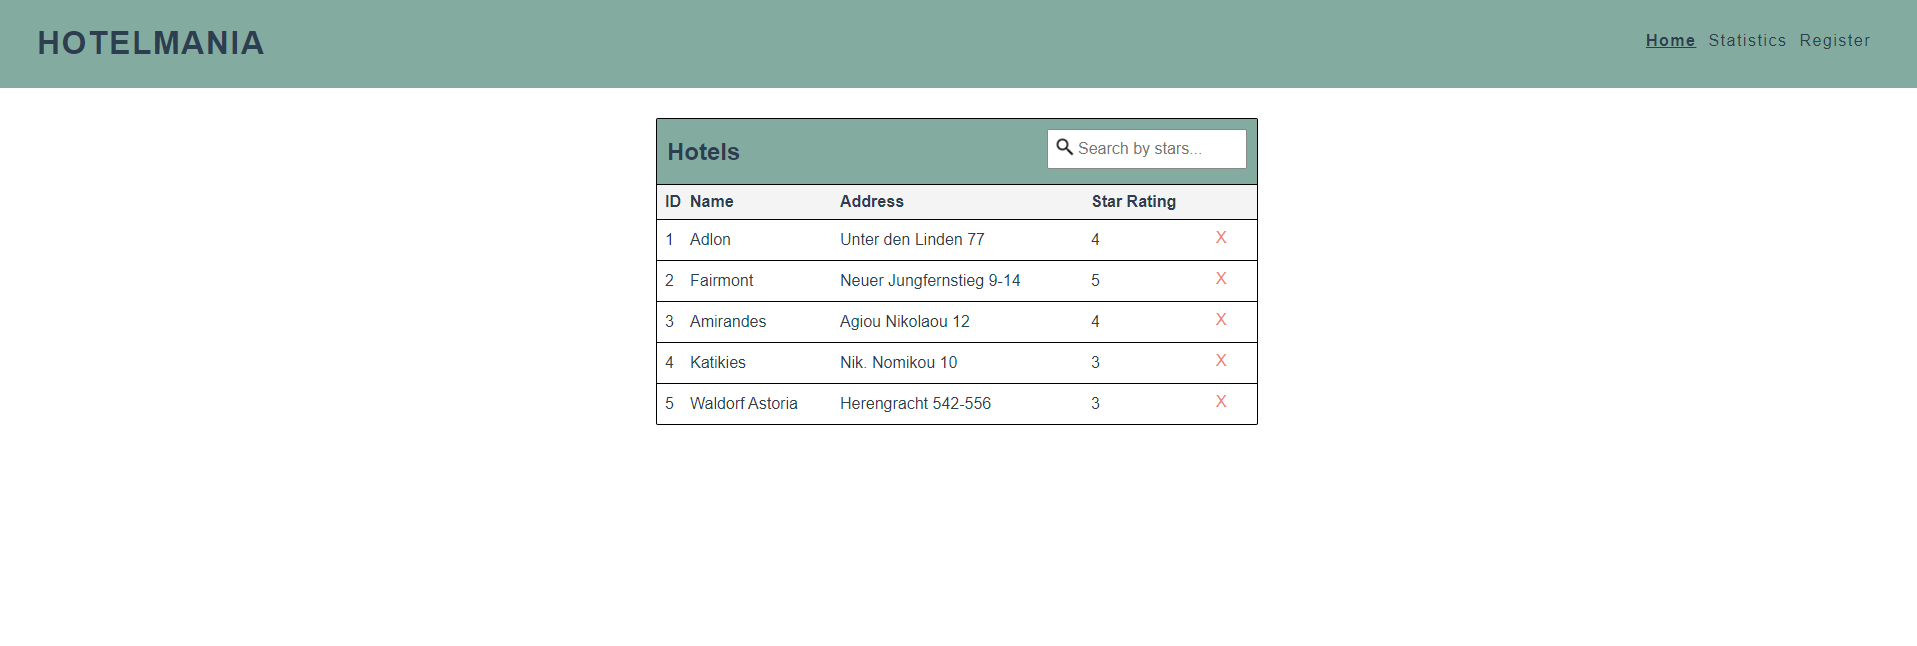 HOTELMANIA
Home Statistics Register
Hotels
Search by stars...
ID Name Address Star Rating
1 Adlon Unter den Linden 77 4 X
2 Fairmont Neuer Jungfernstieg 9-14 5 X
3 Amirandes Agiou Nikolaou 12 4 X
4 Katikies Nik. Nomikou 10 3 X
5 Waldorf Astoria Herengracht 542-556 3 X